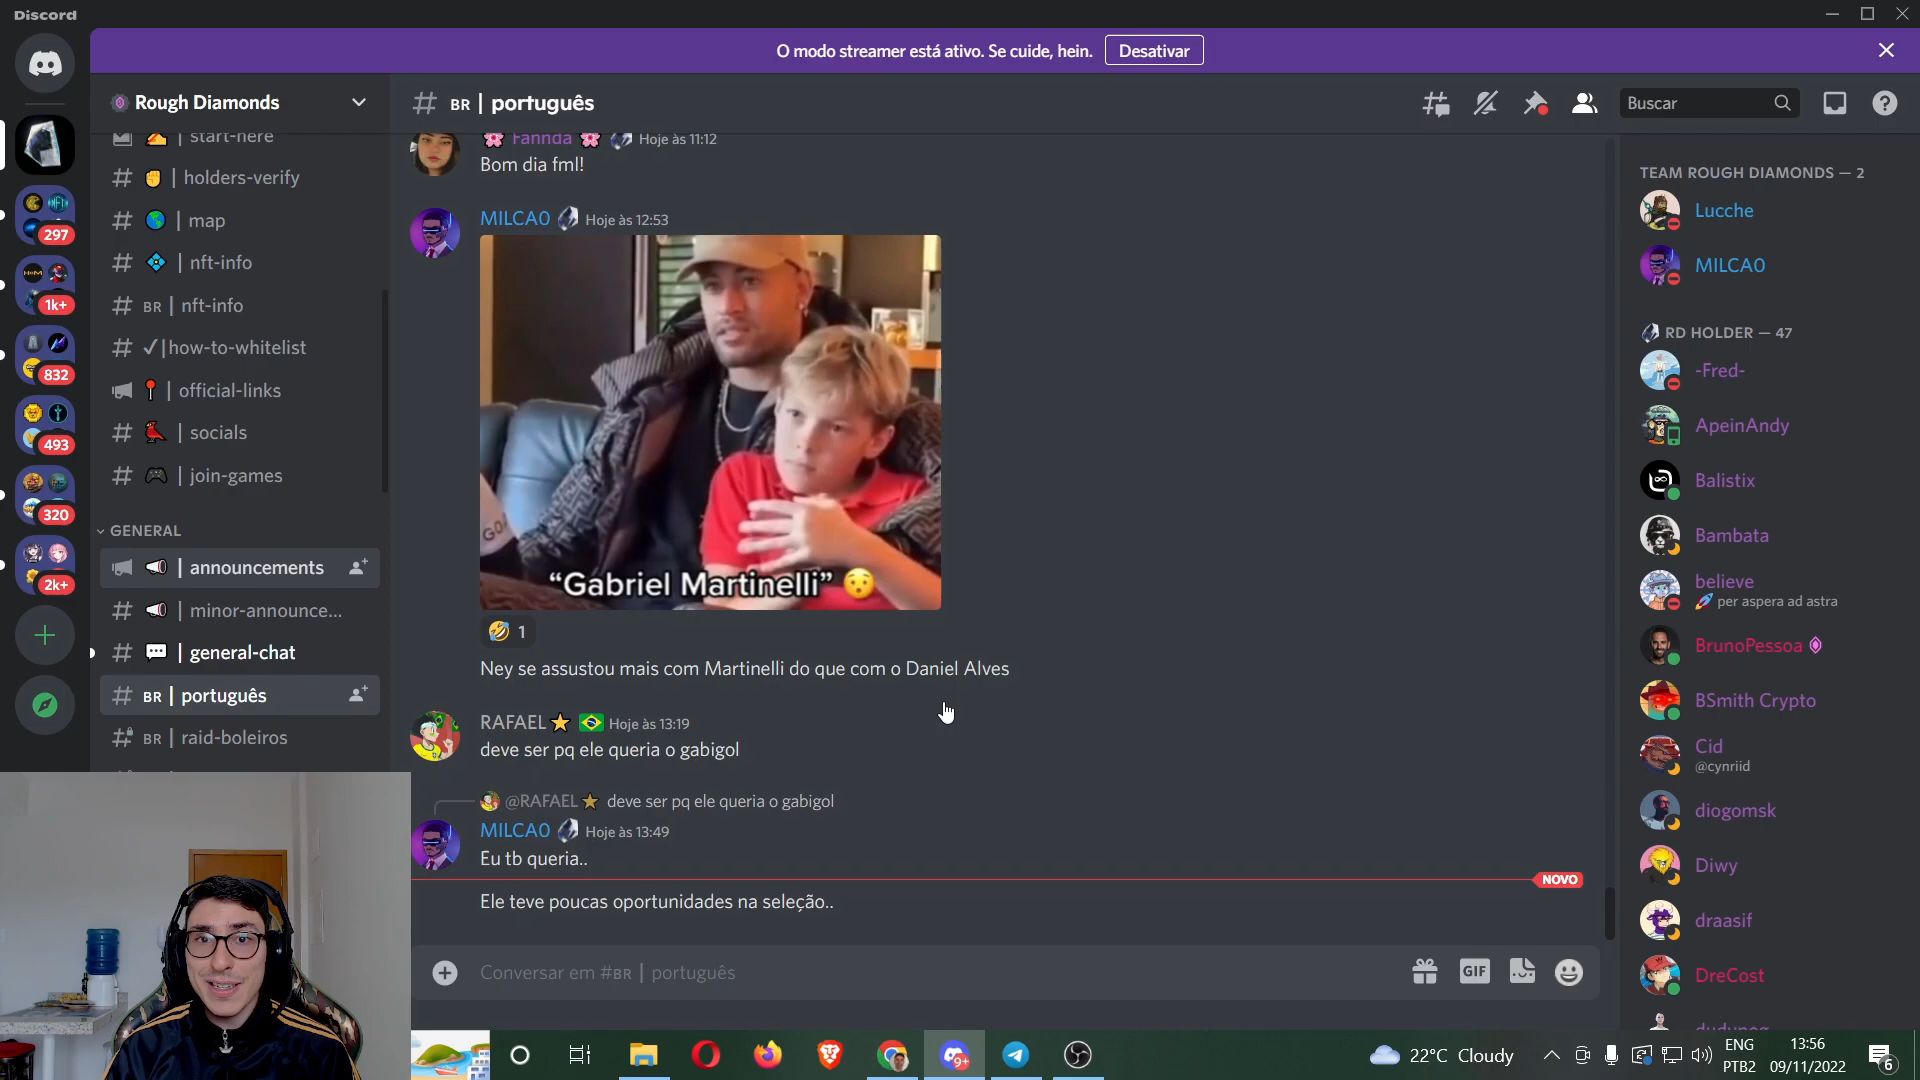 Discord
O modo streamer está ativo. Se cuide, hein.
Desativar
Rough Diamonds
BR | português
Buscar
| start-here
| holders-verify
| map
| nft-info
BR | nft-info
✓|how-to-whitelist
| official-links
| socials
| join-games
GENERAL
| announcements
| minor-announce...
| general-chat
BR | português
BR | raid-boleiros
297
1k+
832
493
320
2k+
Fannda Hoje às 11:12
Bom dia fml!
MILCAO Hoje às 12:53
GO
“Gabriel Martinelli” 😯
🤣 1
Ney se assustou mais com Martinelli do que com o Daniel Alves
RAFAEL⭐ 🇧🇷 Hoje às 13:19
deve ser pq ele queria o gabigol
@RAFAEL⭐ deve ser pq ele queria o gabigol
MILCAO Hoje às 13:49
Eu tb queria..
NOVO
Ele teve poucas oportunidades na seleção..
Conversar em #BR | português
GIF
TEAM ROUGH DIAMONDS — 2
Lucche
MILCAO
RD HOLDER — 47
-Fred-
ApeinAndy
Balistix
Bambata
believe
🚀 per aspera ad astra
BrunoPessoa
BSmith Crypto
Cid
@cynriid
diogomsk
Diwy
draasif
DreCost
9+
22°C Cloudy
ENG
PTB2
13:56
09/11/2022
6